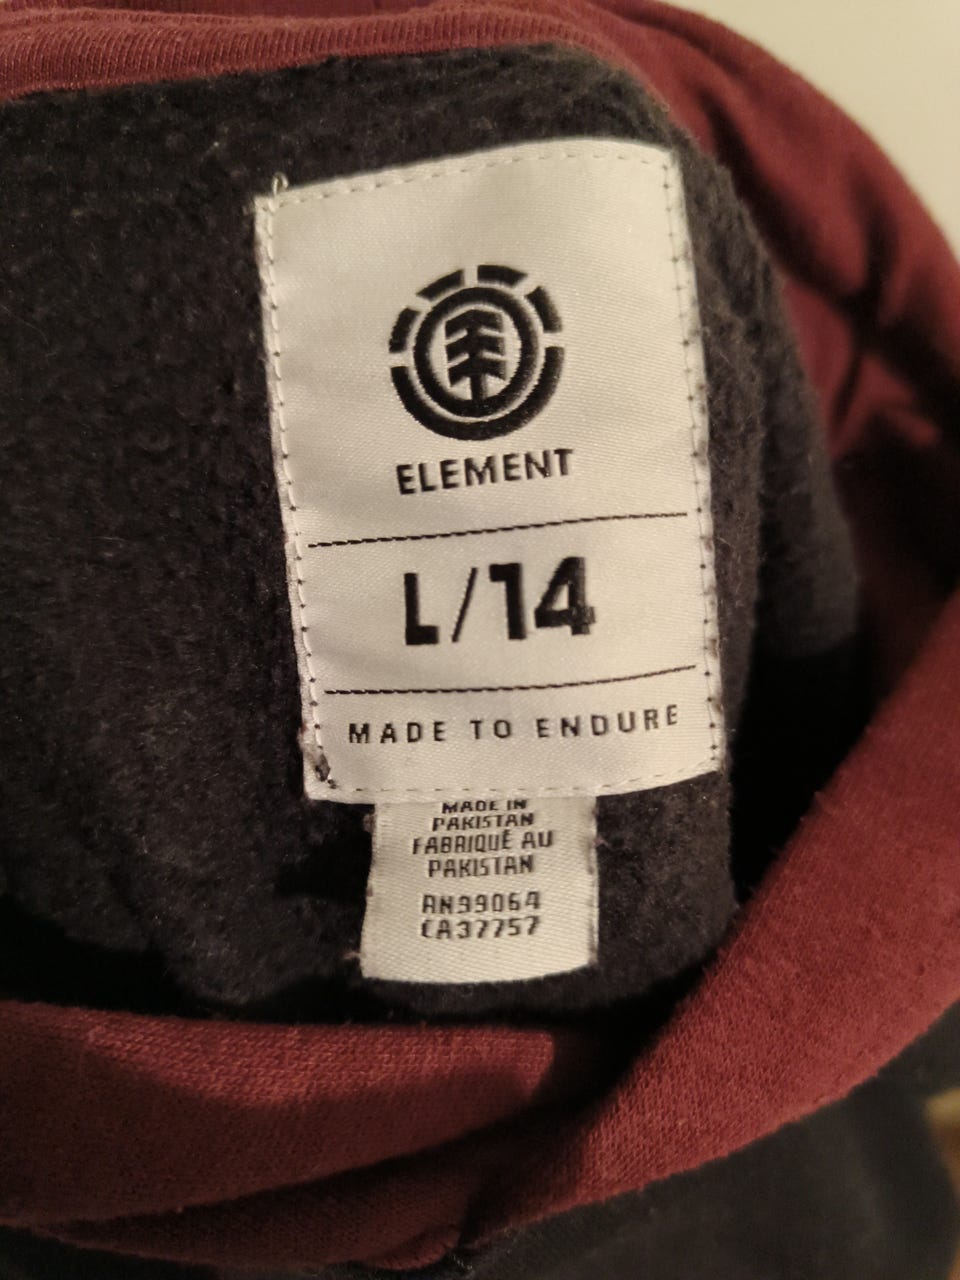 ELEMENT
L/14
MADE TO ENDURE
MADE IN
PAKISTAN
FABRIQUÉ AU
PAKISTAN
RN99064
CA37757